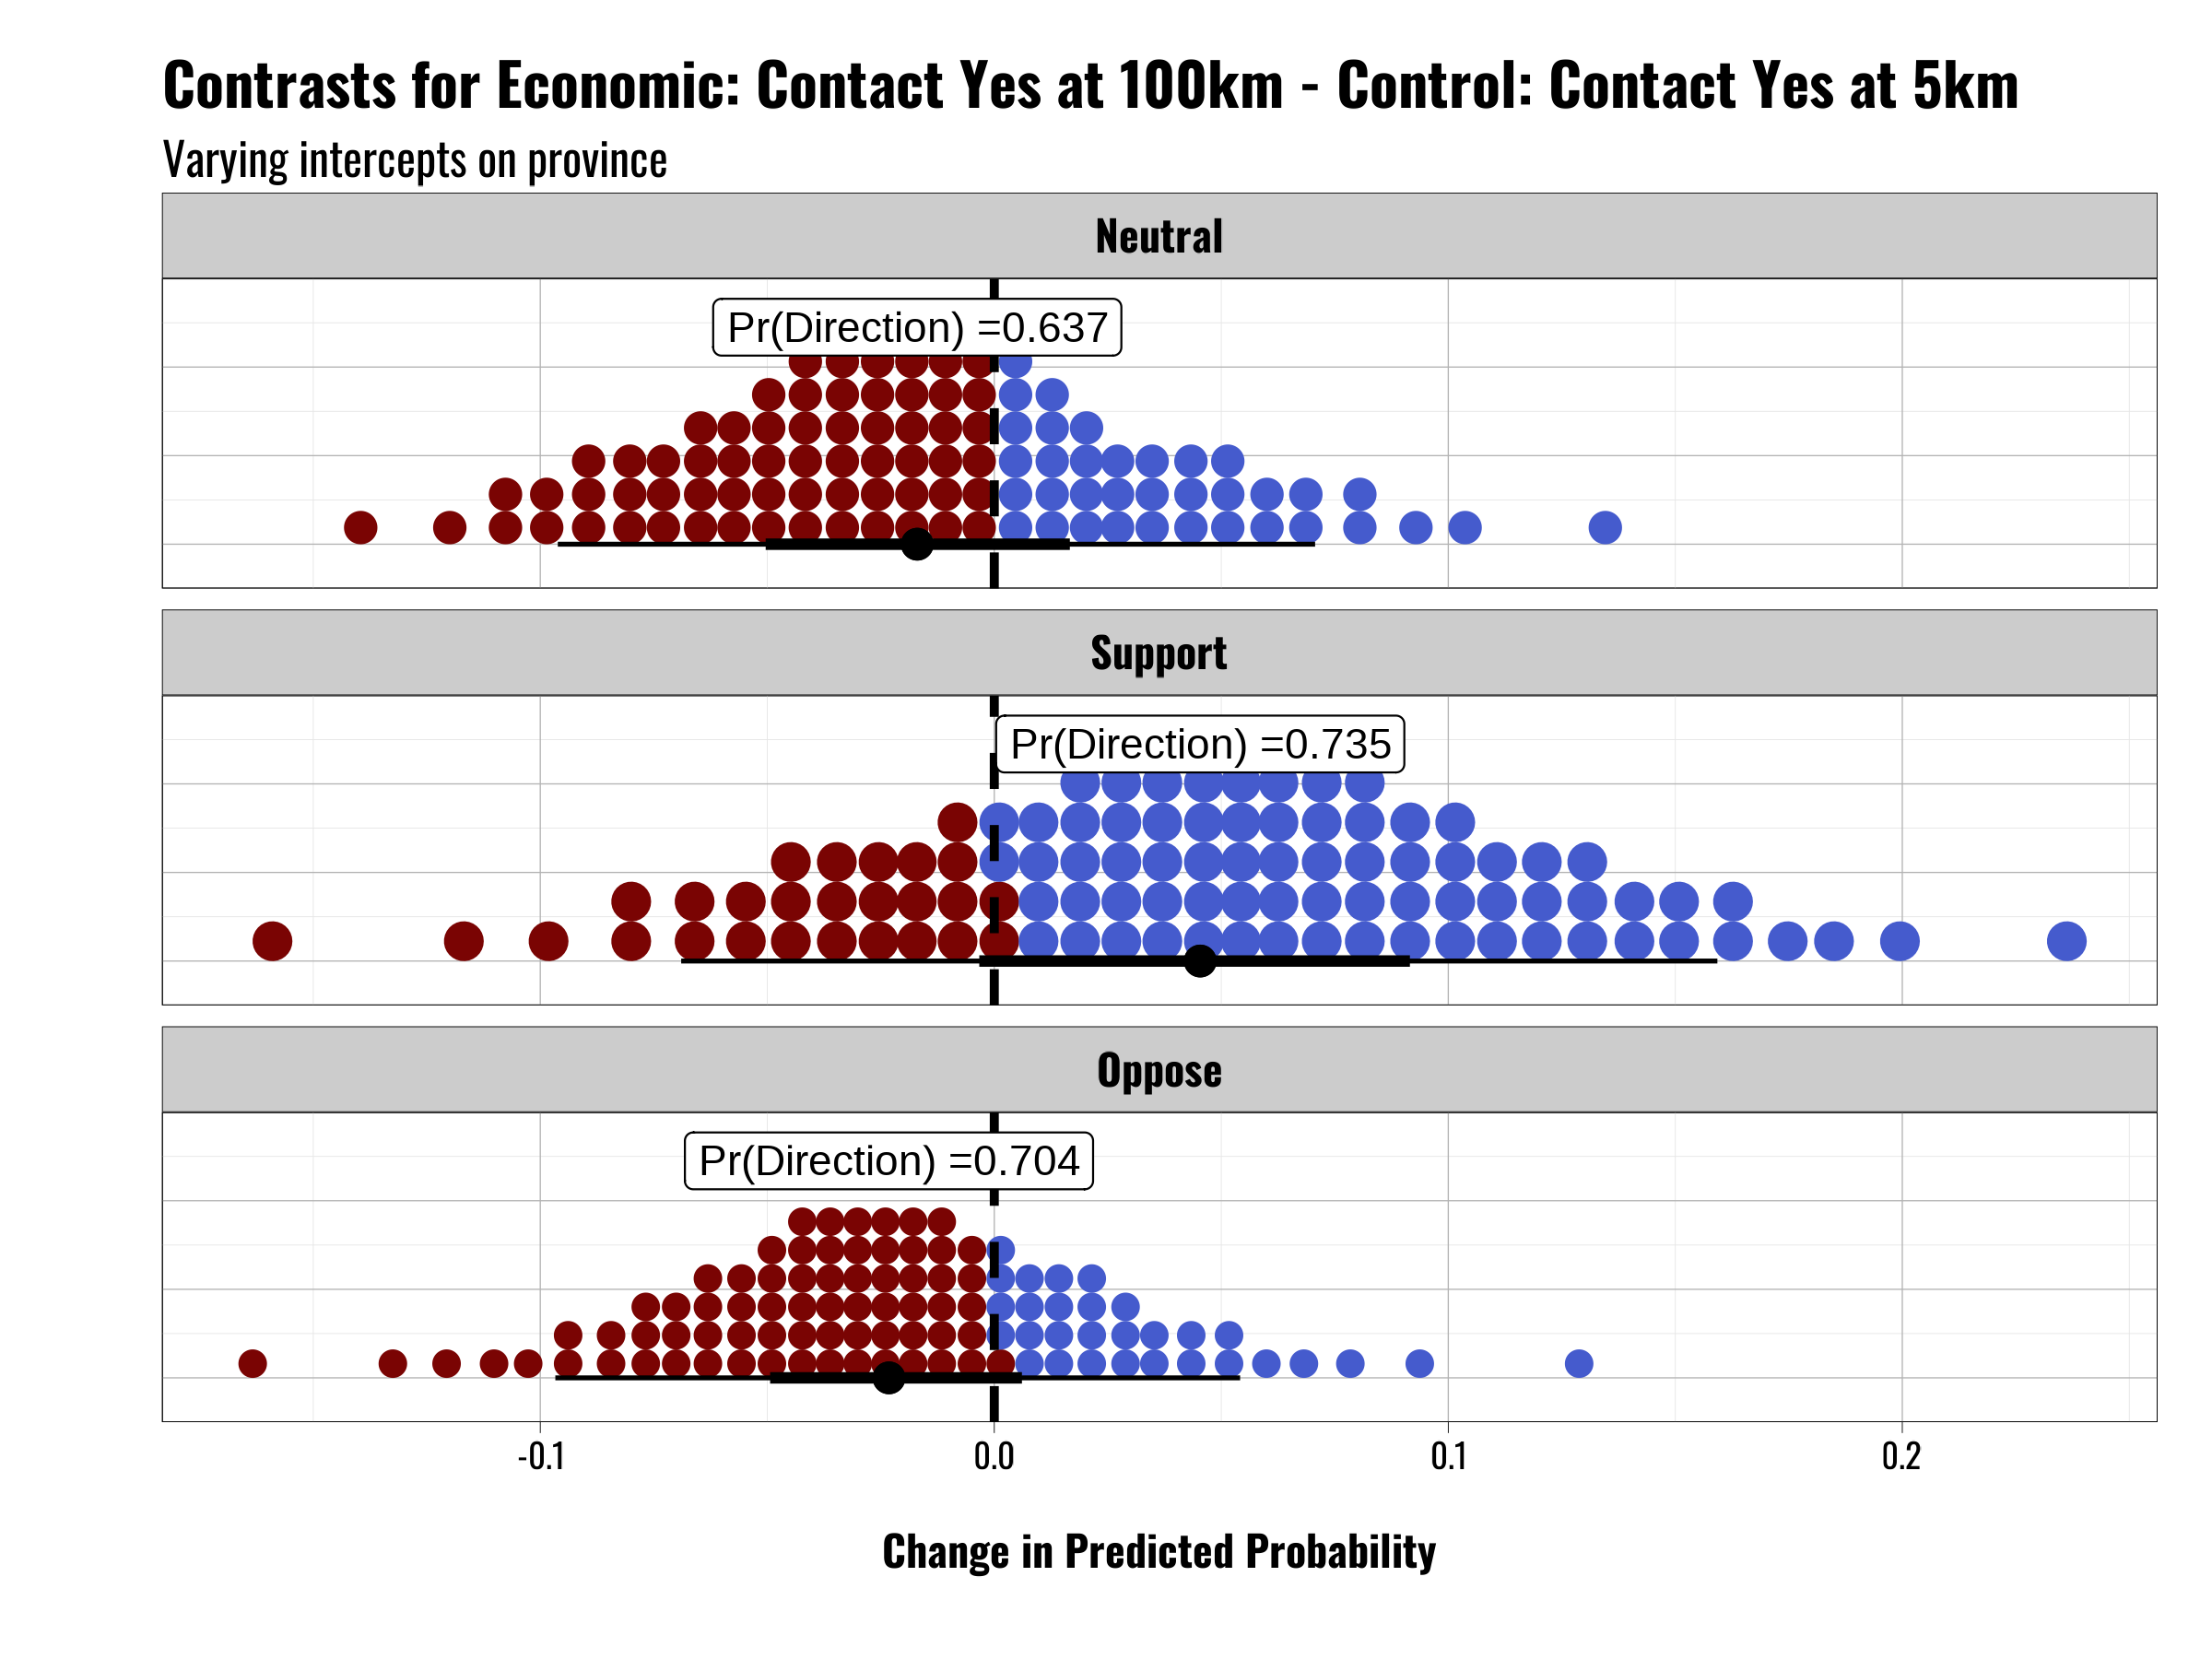 Contrasts for Economic: Contact Yes at 100km - Control: Contact Yes at 5km
Varying intercepts on province
Neutral
Pr(Direction) =0.637
Support
Pr(Direction) =0.735
Oppose
Pr(Direction) =0.704
-0.1 0.0 0.1 0.2
Change in Predicted Probability